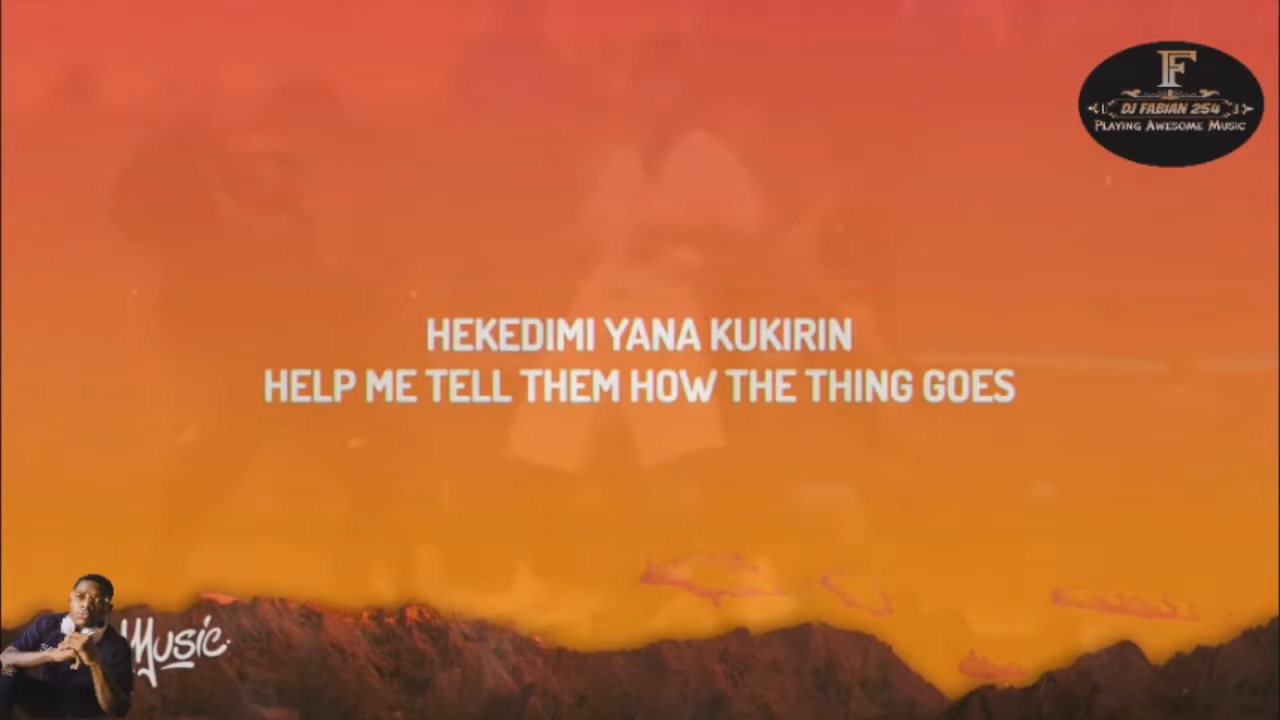 F
DJ FABIAN 254
PLAYING AWESOME MUSIC
HEKEDIMI YANA KUKIRIN
HELP ME TELL THEM HOW THE THING GOES
Music